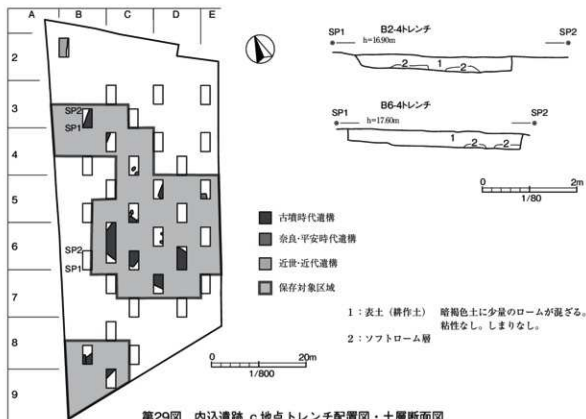 A B C D E
2
3
4
5
6
7
8
9
SP2
SP1
SP2
SP1
B2-4トレンチ
SP1 SP2
h=16.90m
1
2 2
B6-4トレンチ
SP1 SP2
h=17.60m
1
2 2
0 2m
1/80
古墳時代遺構
奈良・平安時代遺構
近世・近代遺構
保存対象区域
0 20m
1/800
1：表土（耕作土） 暗褐色土に少量のロームが混ざる。
粘性なし。しまりなし。
2：ソフトローム層
第29図 内込遺跡 c地点トレンチ配置図・土層断面図